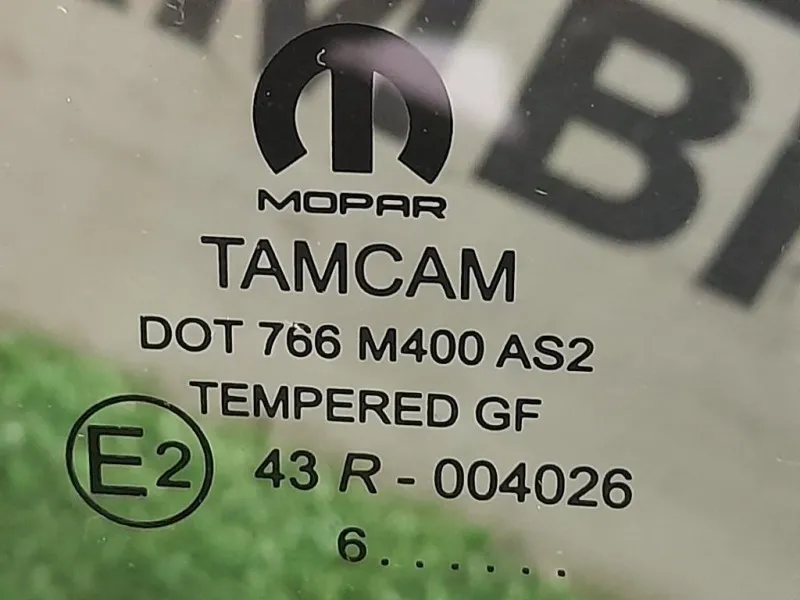 MOPAR
TAMCAM
DOT 766 M400 AS2
TEMPERED GF
E2 43 R - 004026
6.......